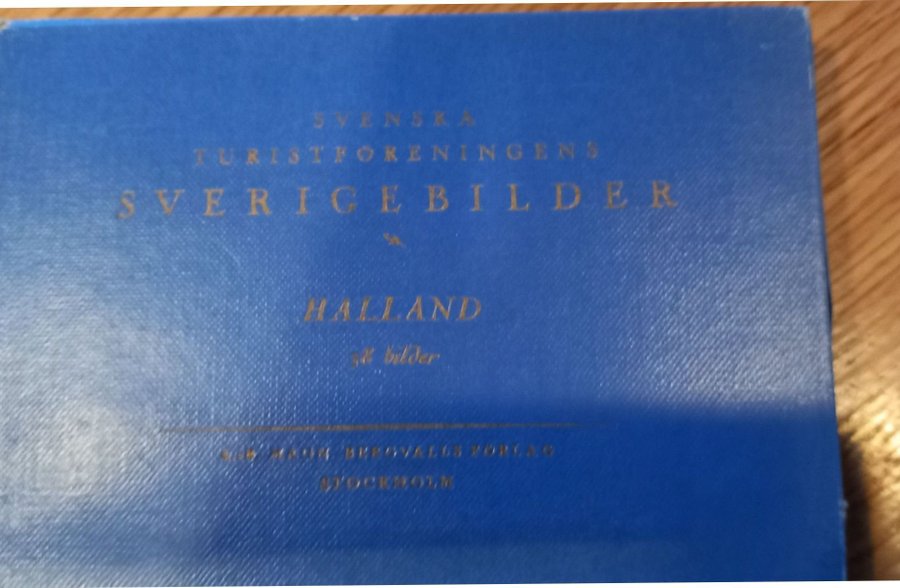 SVENSKA
TURISTFÖRENINGENS
SVERIGEBILDER
HALLAND
38 bilder
MAGN. BERGVALLS FÖRLAG
STOCKHOLM